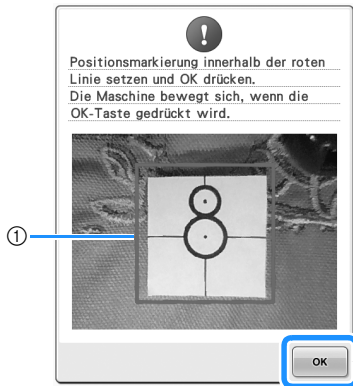 !
Positionsmarkierung innerhalb der roten
Linie setzen und OK drücken.
Die Maschine bewegt sich, wenn die
OK-Taste gedrückt wird.
①
OK